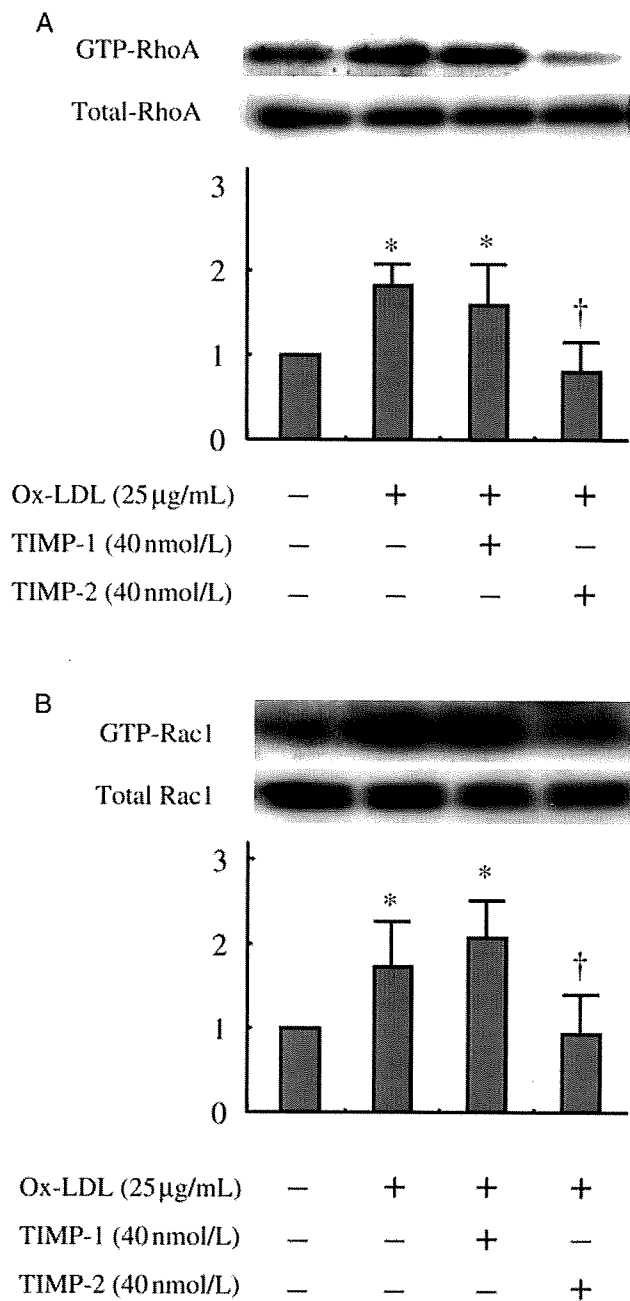 A
GTP-RhoA
Total-RhoA
3
2
1
0
* * †
Ox-LDL (25 µg/mL) − + + +
TIMP-1 (40 nmol/L) − − + −
TIMP-2 (40 nmol/L) − − − +
B
GTP-Rac1
Total Rac1
3
2
1
0
* * †
Ox-LDL (25 µg/mL) − + + +
TIMP-1 (40 nmol/L) − − + −
TIMP-2 (40 nmol/L) − − − +